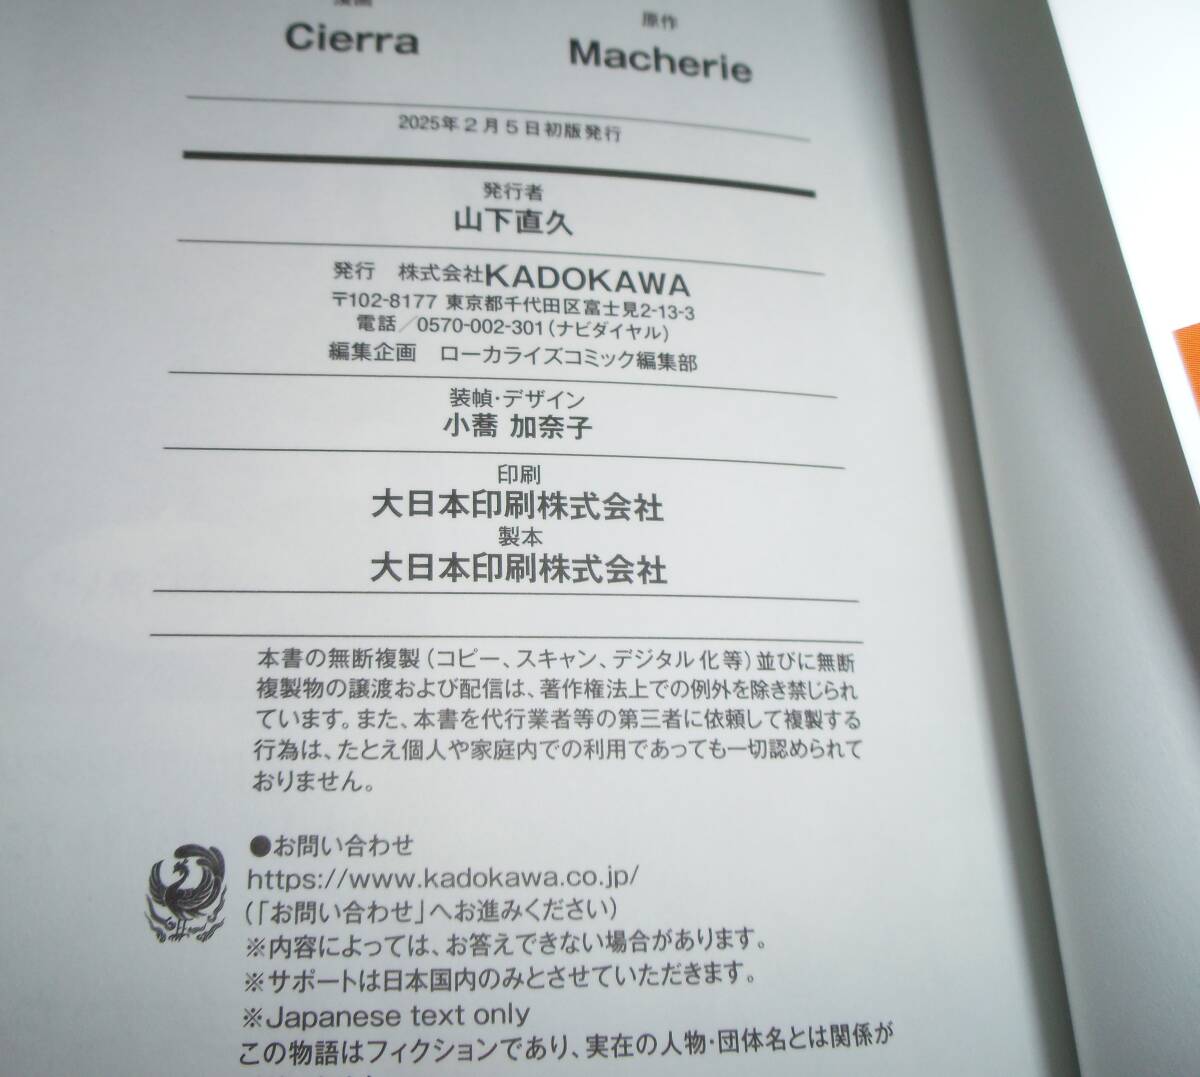 漫画
Cierra
原作
Macherie
2025年2月5日初版発行
発行者
山下直久
発行 株式会社KADOKAWA
〒102-8177 東京都千代田区富士見2-13-3
電話／0570-002-301(ナビダイヤル)
編集企画 ローカライズコミック編集部
装幀・デザイン
小蕎 加奈子
印刷
大日本印刷株式会社
製本
大日本印刷株式会社
本書の無断複製(コピー、スキャン、デジタル化等)並びに無断
複製物の譲渡および配信は、著作権法上での例外を除き禁じられ
ています。また、本書を代行業者等の第三者に依頼して複製する
行為は、たとえ個人や家庭内での利用であっても一切認められて
おりません。
●お問い合わせ
https://www.kadokawa.co.jp/
(「お問い合わせ」へお進みください)
※内容によっては、お答えできない場合があります。
※サポートは日本国内のみとさせていただきます。
※Japanese text only
この物語はフィクションであり、実在の人物・団体名とは関係が